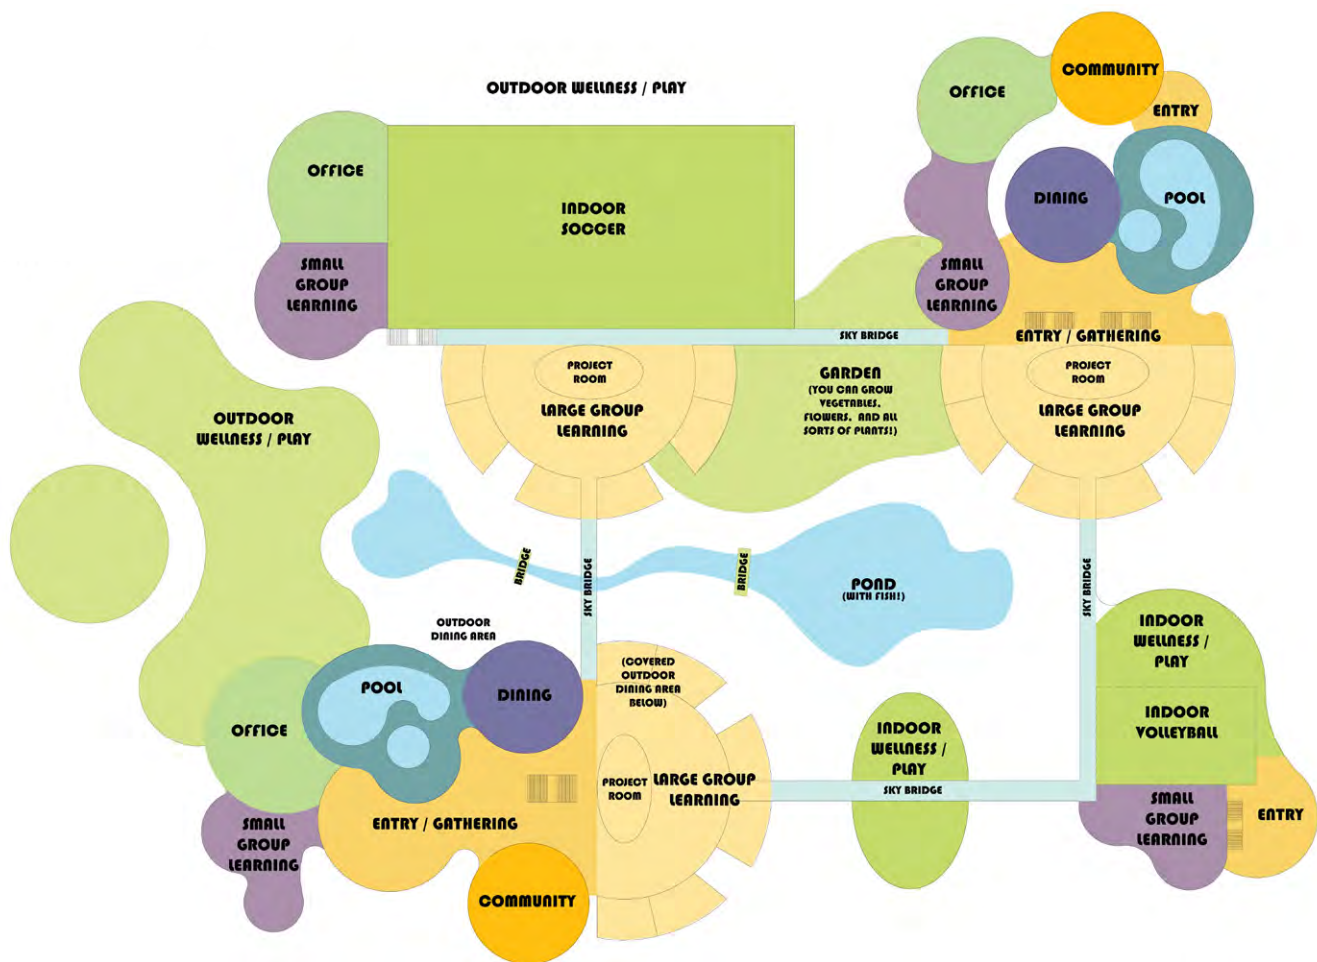 OUTDOOR WELLNESS / PLAY
OFFICE
COMMUNITY
ENTRY
OFFICE
INDOOR
SOCCER
DINING
POOL
SMALL
GROUP
LEARNING
SMALL
GROUP
LEARNING
SKY BRIDGE
ENTRY / GATHERING
PROJECT
ROOM
LARGE GROUP
LEARNING
GARDEN
(YOU CAN GROW
VEGETABLES,
FLOWERS, AND ALL
SORTS OF PLANTS!)
PROJECT
ROOM
LARGE GROUP
LEARNING
OUTDOOR
WELLNESS / PLAY
BRIDGE
SKY BRIDGE
BRIDGE
POND
(WITH FISH!)
SKY BRIDGE
OUTDOOR
DINING AREA
(COVERED
OUTDOOR
DINING AREA
BELOW)
INDOOR
WELLNESS /
PLAY
POOL
DINING
OFFICE
INDOOR
VOLLEYBALL
INDOOR
WELLNESS /
PLAY
PROJECT
ROOM
LARGE GROUP
LEARNING
SKY BRIDGE
SMALL
GROUP
LEARNING
ENTRY
SMALL
GROUP
LEARNING
ENTRY / GATHERING
COMMUNITY